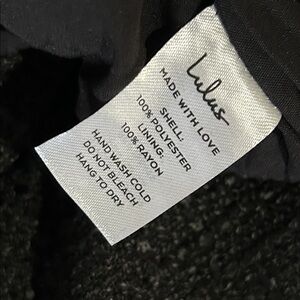 Lulus
MADE WITH LOVE
SHELL:
100% POLYESTER
LINING:
100% RAYON
HAND WASH COLD
DO NOT BLEACH
HANG TO DRY